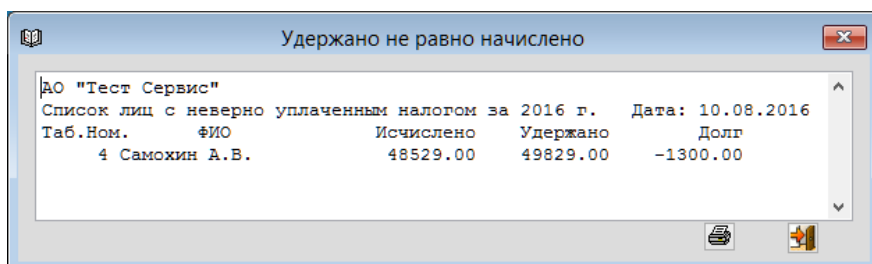 Удержано не равно начислено
АО "Тест Сервис"
Список лиц с неверно уплаченным налогом за 2016 г. Дата: 10.08.2016
Таб.Ном. ФИО Исчислено Удержано Долг
4 Самохин А.В. 48529.00 49829.00 -1300.00